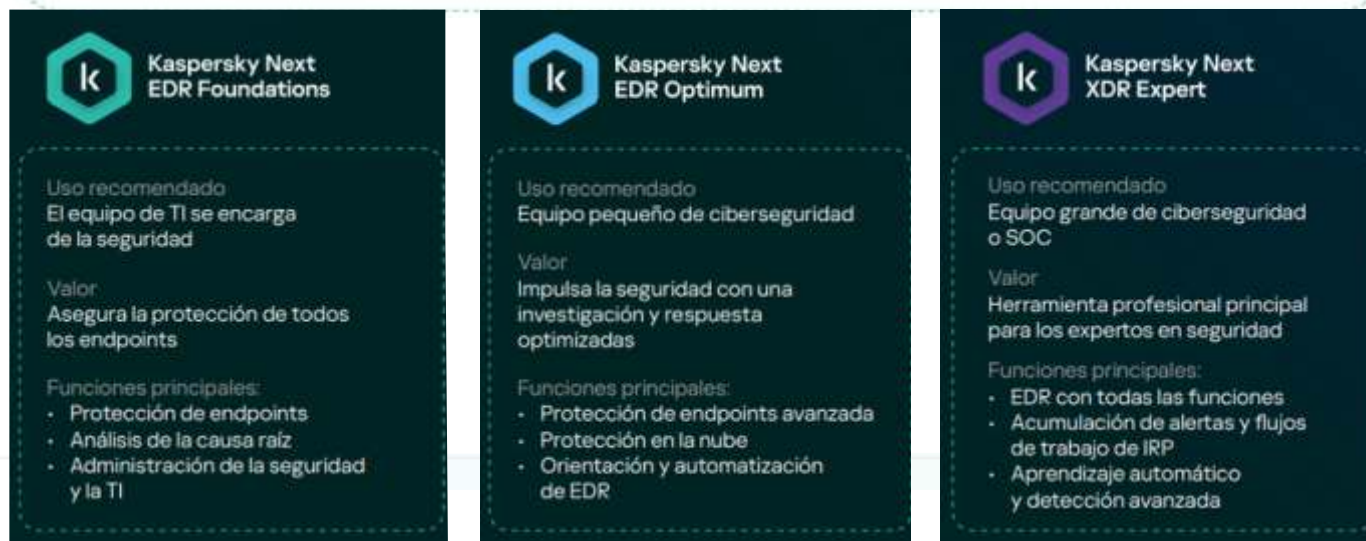 k
Kaspersky Next
EDR Foundations
Uso recomendado
El equipo de TI se encarga
de la seguridad
Valor
Asegura la protección de todos
los endpoints
Funciones principales:
• Protección de endpoints
• Análisis de la causa raíz
• Administración de la seguridad
y la TI
k
Kaspersky Next
EDR Optimum
Uso recomendado
Equipo pequeño de ciberseguridad
Valor
Impulsa la seguridad con una
investigación y respuesta
optimizadas
Funciones principales:
• Protección de endpoints avanzada
• Protección en la nube
• Orientación y automatización
de EDR
k
Kaspersky Next
XDR Expert
Uso recomendado
Equipo grande de ciberseguridad
o SOC
Valor
Herramienta profesional principal
para los expertos en seguridad
Funciones principales:
• EDR con todas las funciones
• Acumulación de alertas y flujos
de trabajo de IRP
• Aprendizaje automático
y detección avanzada